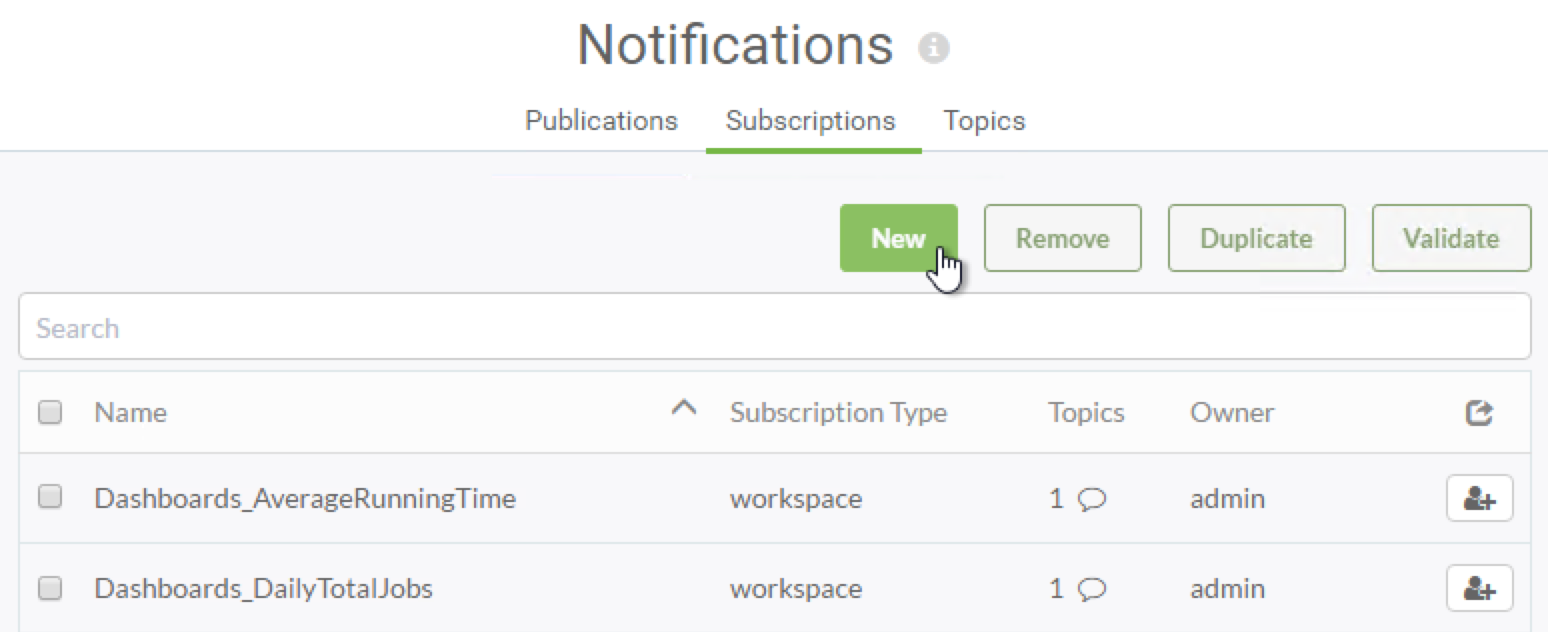 Notifications
Publications Subscriptions Topics
New Remove Duplicate Validate
Search
Name Subscription Type Topics Owner
Dashboards_AverageRunningTime workspace 1 admin
Dashboards_DailyTotalJobs workspace 1 admin